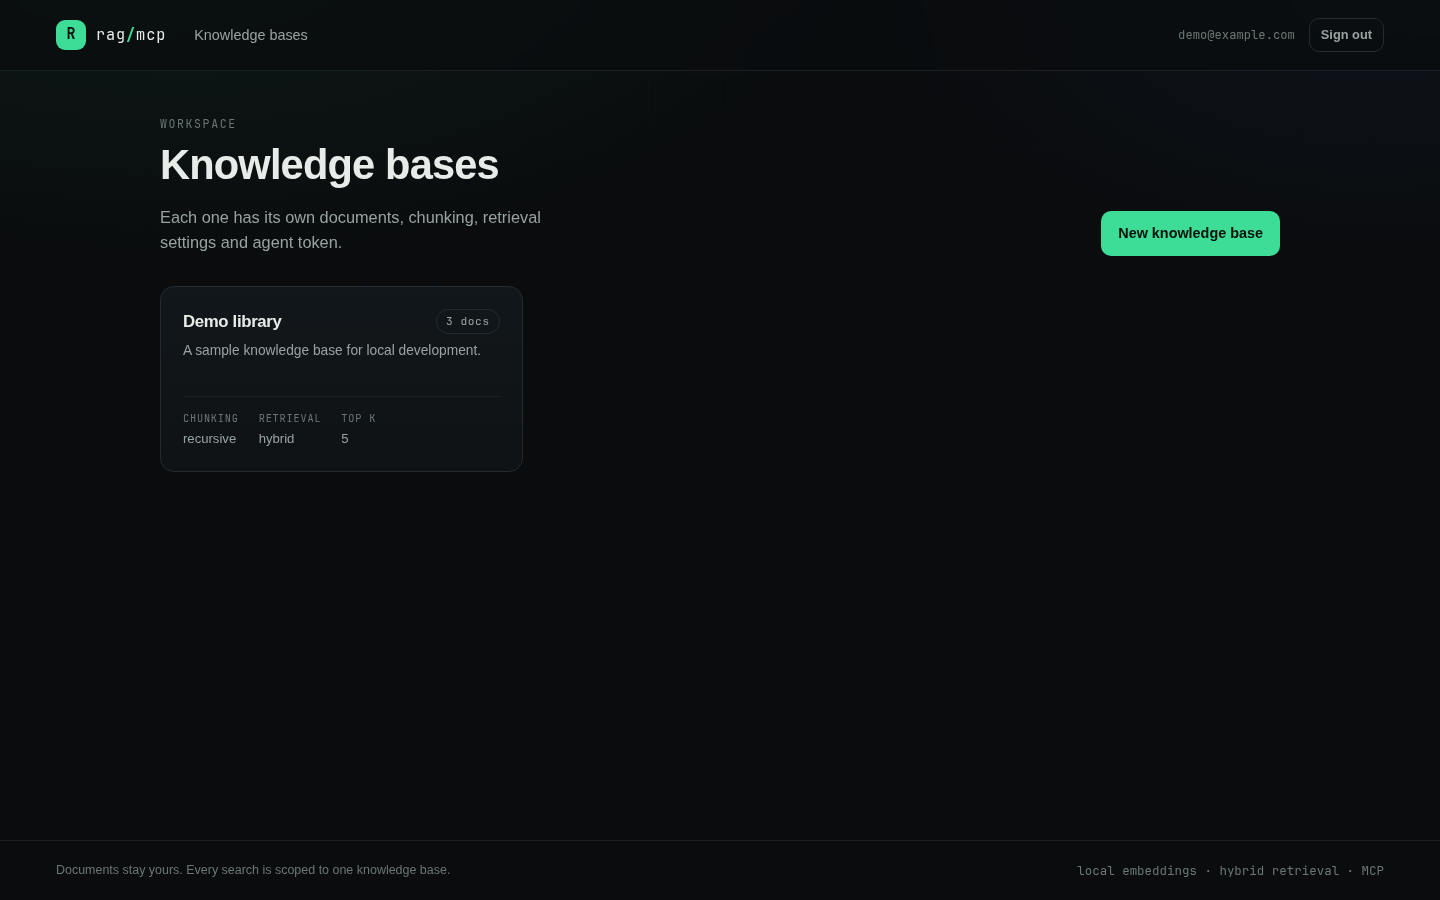 R rag/mcp Knowledge bases demo@example.com Sign out
WORKSPACE
Knowledge bases
Each one has its own documents, chunking, retrieval
settings and agent token.
New knowledge base
Demo library 3 docs
A sample knowledge base for local development.
CHUNKING RETRIEVAL TOP K
recursive hybrid 5
Documents stay yours. Every search is scoped to one knowledge base. local embeddings · hybrid retrieval · MCP